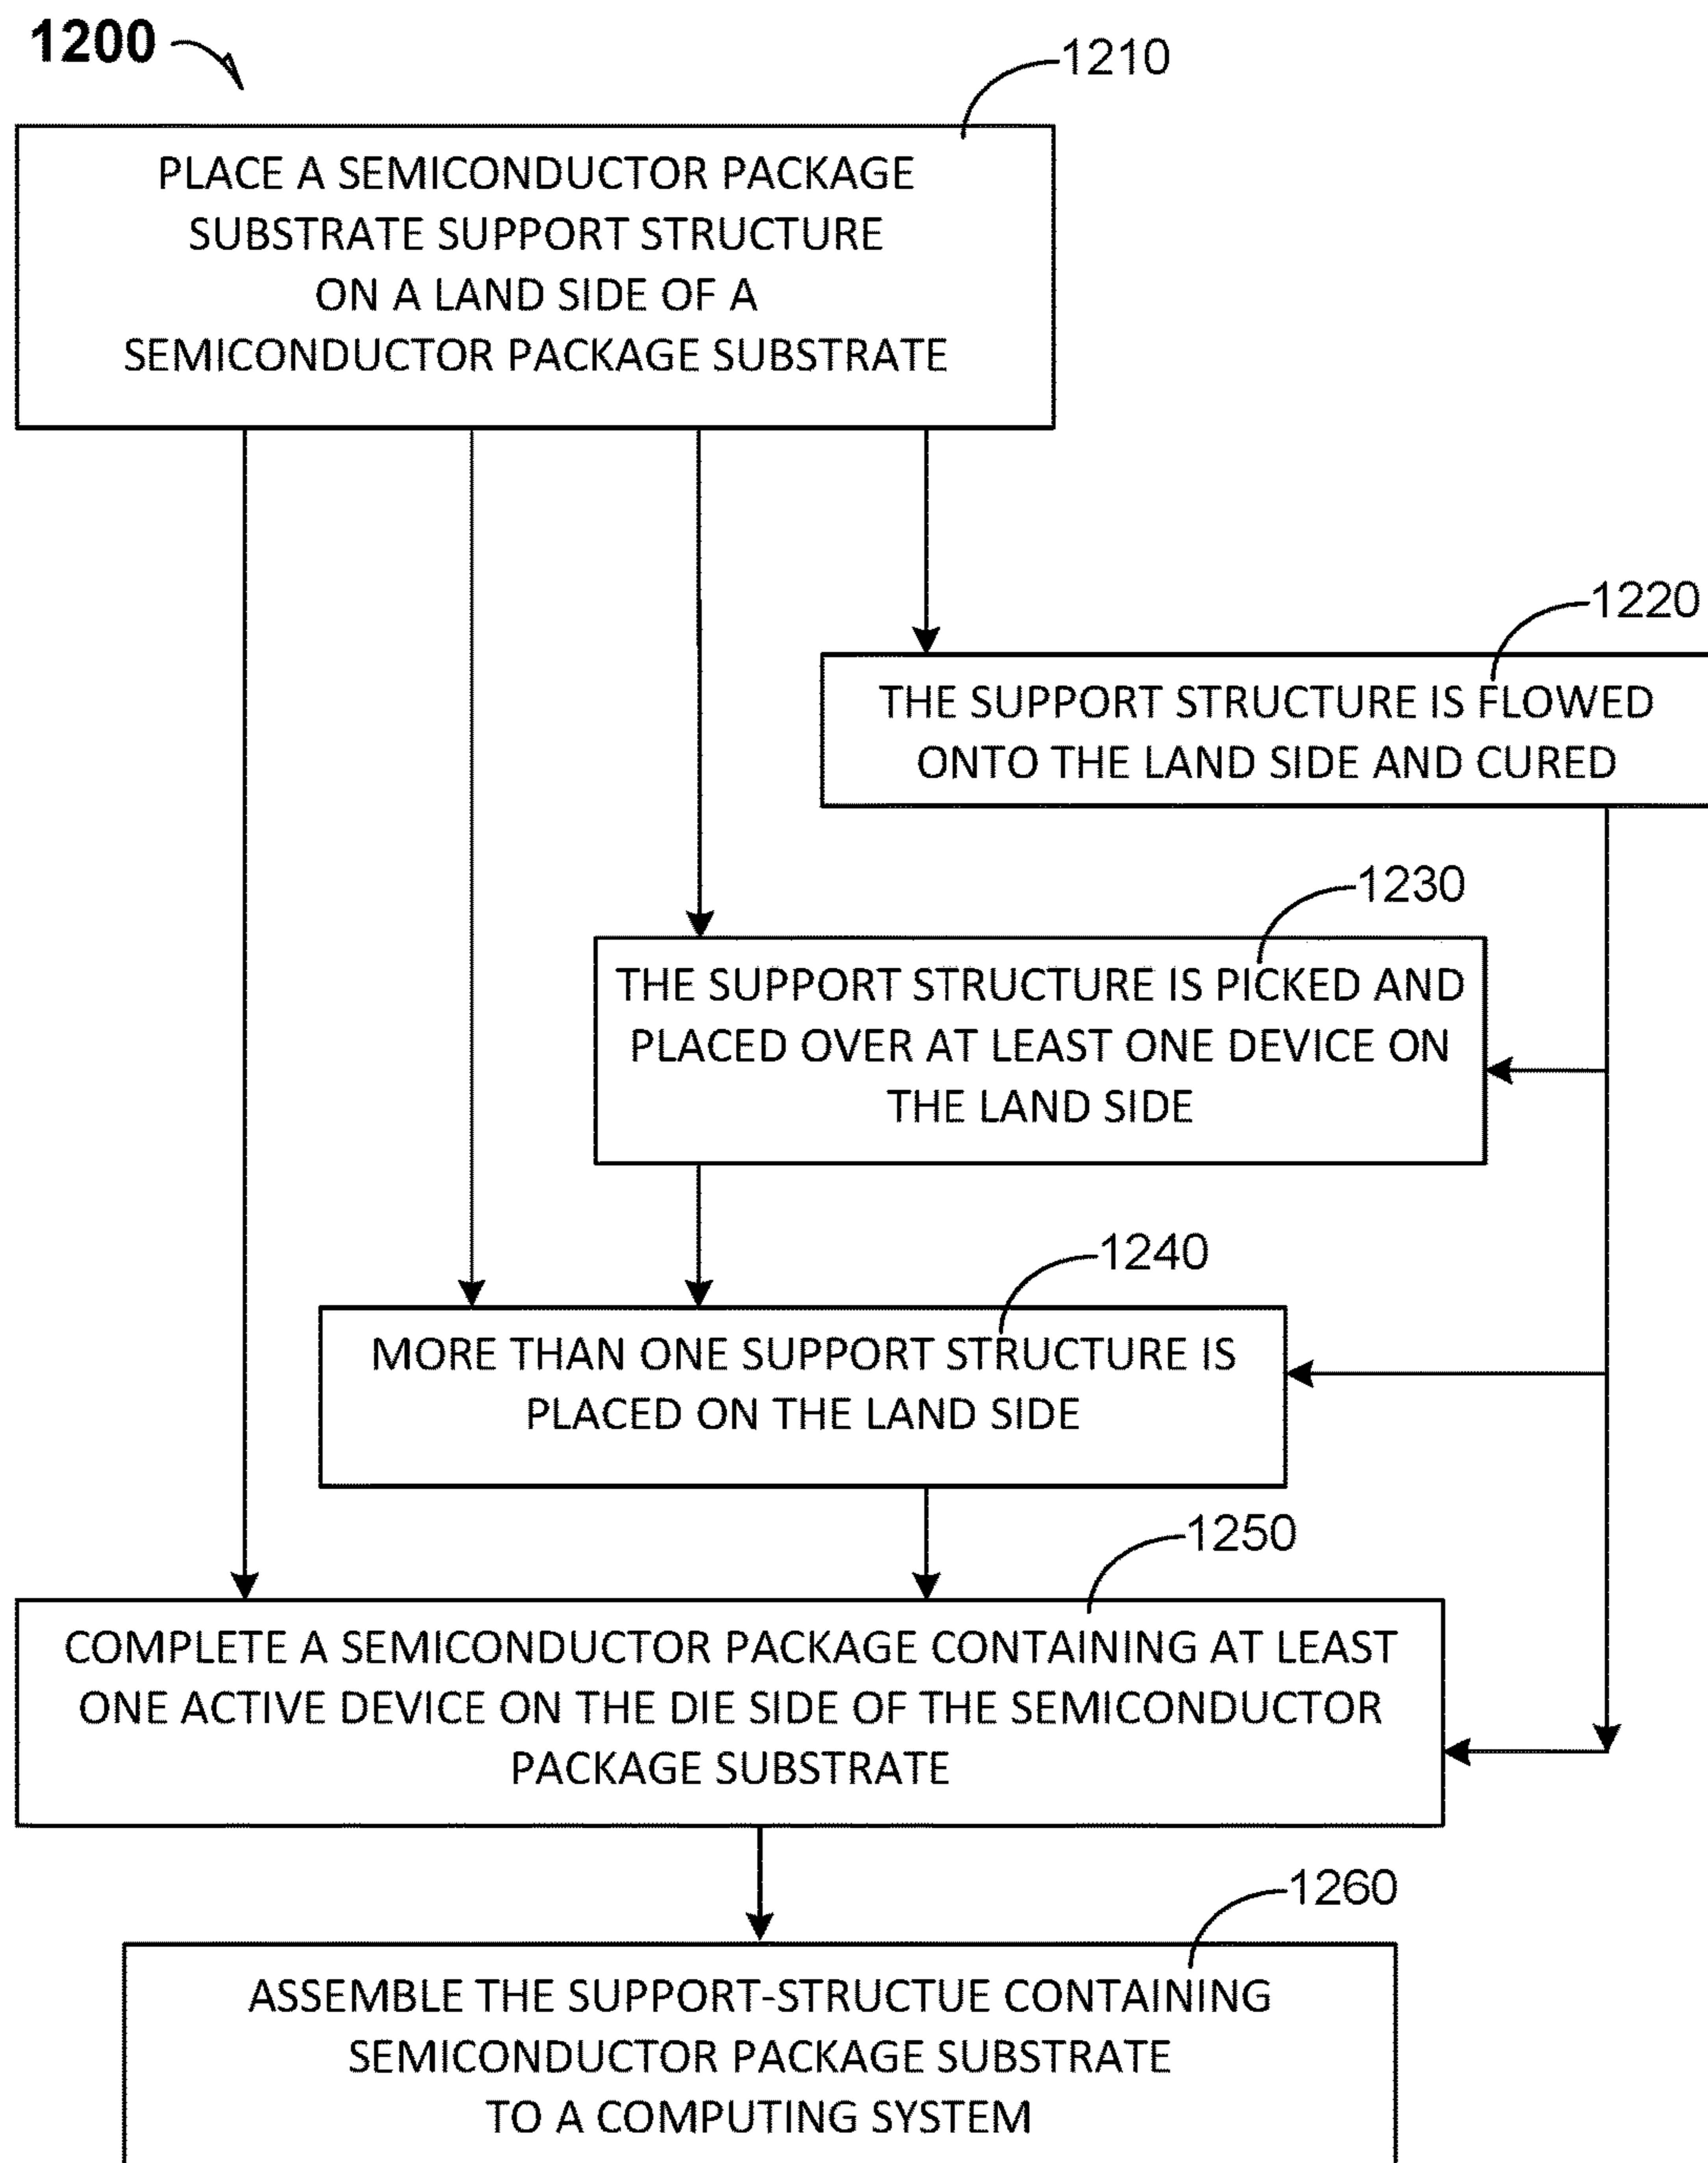 1200
1210
PLACE A SEMICONDUCTOR PACKAGE
SUBSTRATE SUPPORT STRUCTURE
ON A LAND SIDE OF A
SEMICONDUCTOR PACKAGE SUBSTRATE
1220
THE SUPPORT STRUCTURE IS FLOWED
ONTO THE LAND SIDE AND CURED
1230
THE SUPPORT STRUCTURE IS PICKED AND
PLACED OVER AT LEAST ONE DEVICE ON
THE LAND SIDE
1240
MORE THAN ONE SUPPORT STRUCTURE IS
PLACED ON THE LAND SIDE
1250
COMPLETE A SEMICONDUCTOR PACKAGE CONTAINING AT LEAST
ONE ACTIVE DEVICE ON THE DIE SIDE OF THE SEMICONDUCTOR
PACKAGE SUBSTRATE
1260
ASSEMBLE THE SUPPORT-STRUCTUE CONTAINING
SEMICONDUCTOR PACKAGE SUBSTRATE
TO A COMPUTING SYSTEM